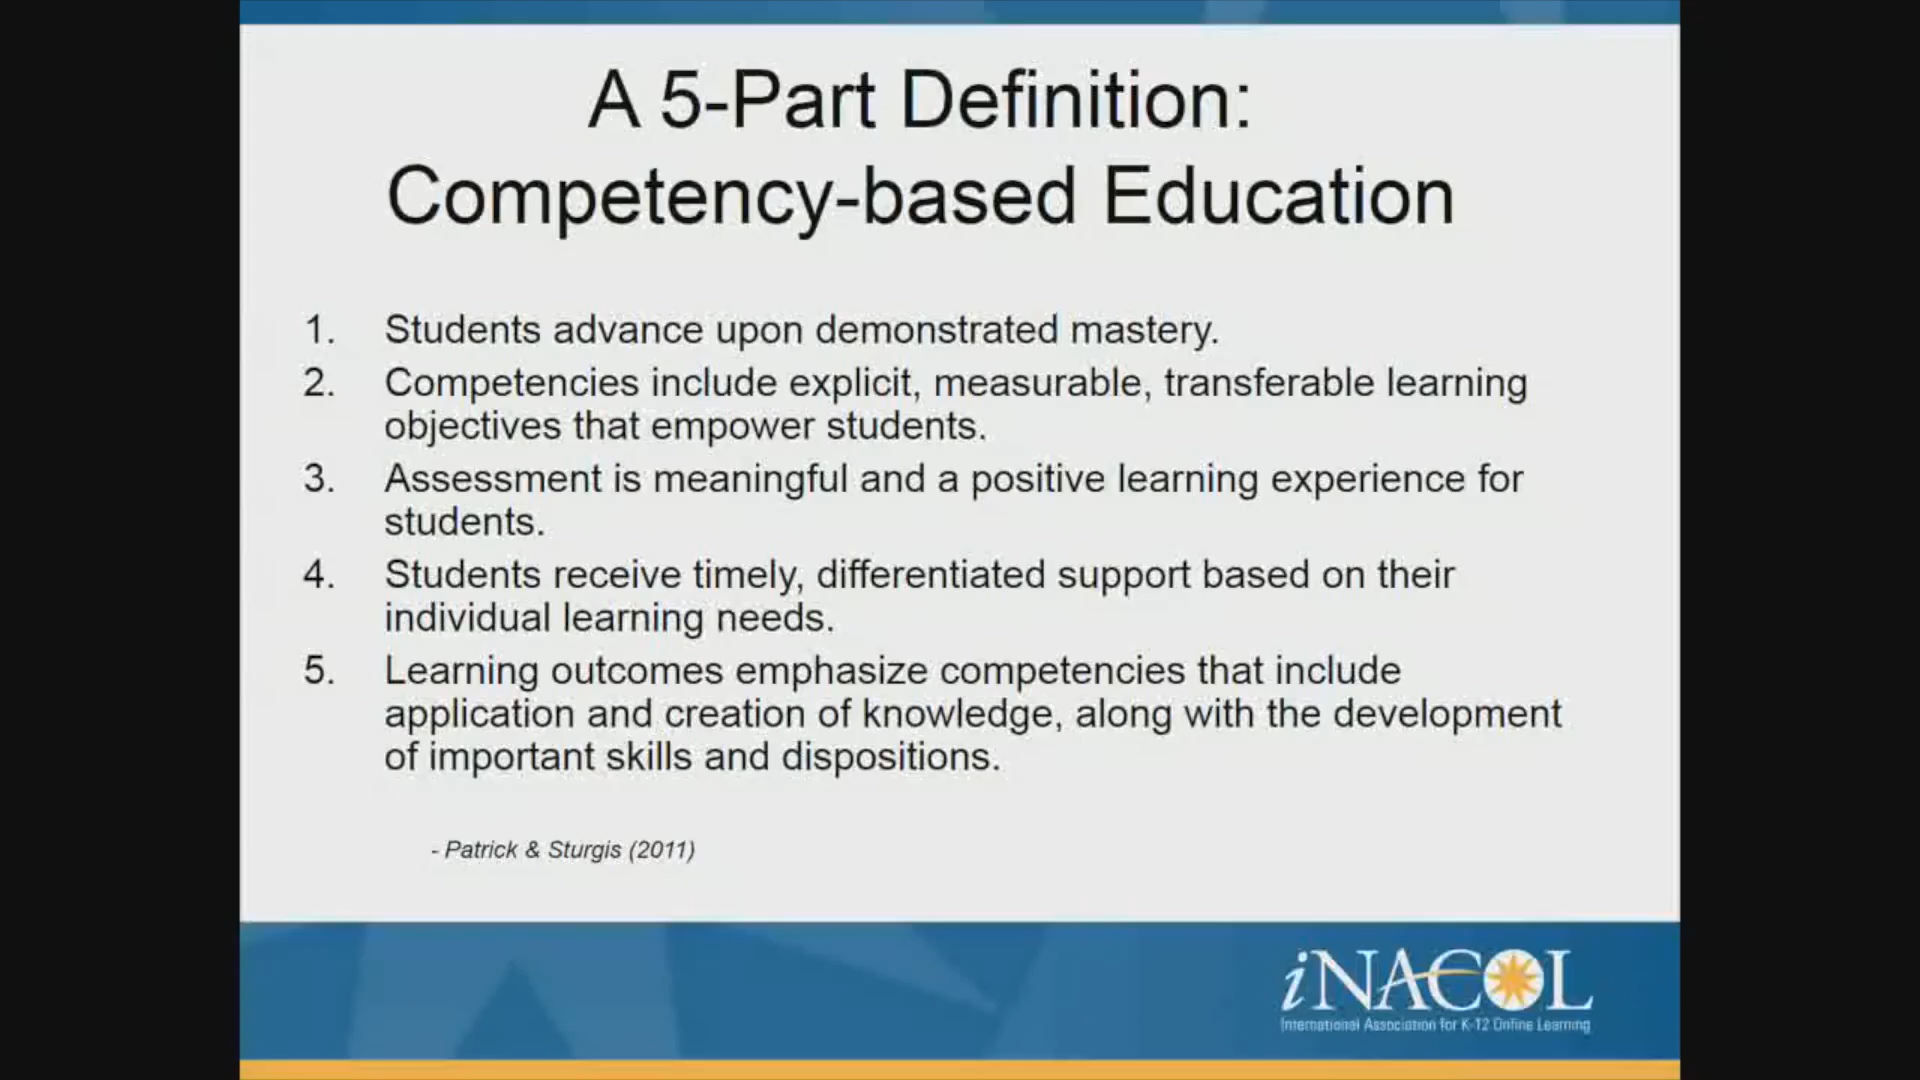 A 5-Part Definition:
Competency-based Education
1. Students advance upon demonstrated mastery.
2. Competencies include explicit, measurable, transferable learning
objectives that empower students.
3. Assessment is meaningful and a positive learning experience for
students.
4. Students receive timely, differentiated support based on their
individual learning needs.
5. Learning outcomes emphasize competencies that include
application and creation of knowledge, along with the development
of important skills and dispositions.
- Patrick & Sturgis (2011)
iNACOL
International Association for K-12 Online Learning